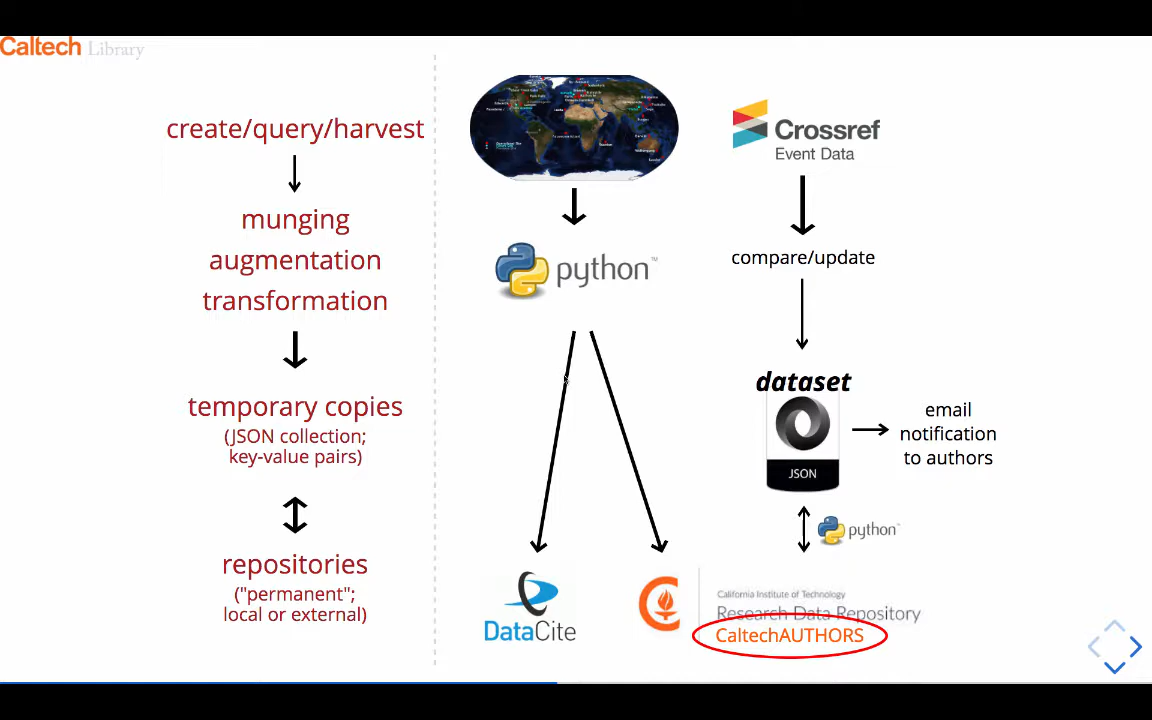 Caltech Library
create/query/harvest
munging
augmentation
transformation
temporary copies
(JSON collection;
key-value pairs)
repositories
("permanent";
local or external)
python™
DataCite
Crossref
Event Data
compare/update
dataset
JSON
email
notification
to authors
python™
California Institute of Technology
Research Data Repository
CaltechAUTHORS